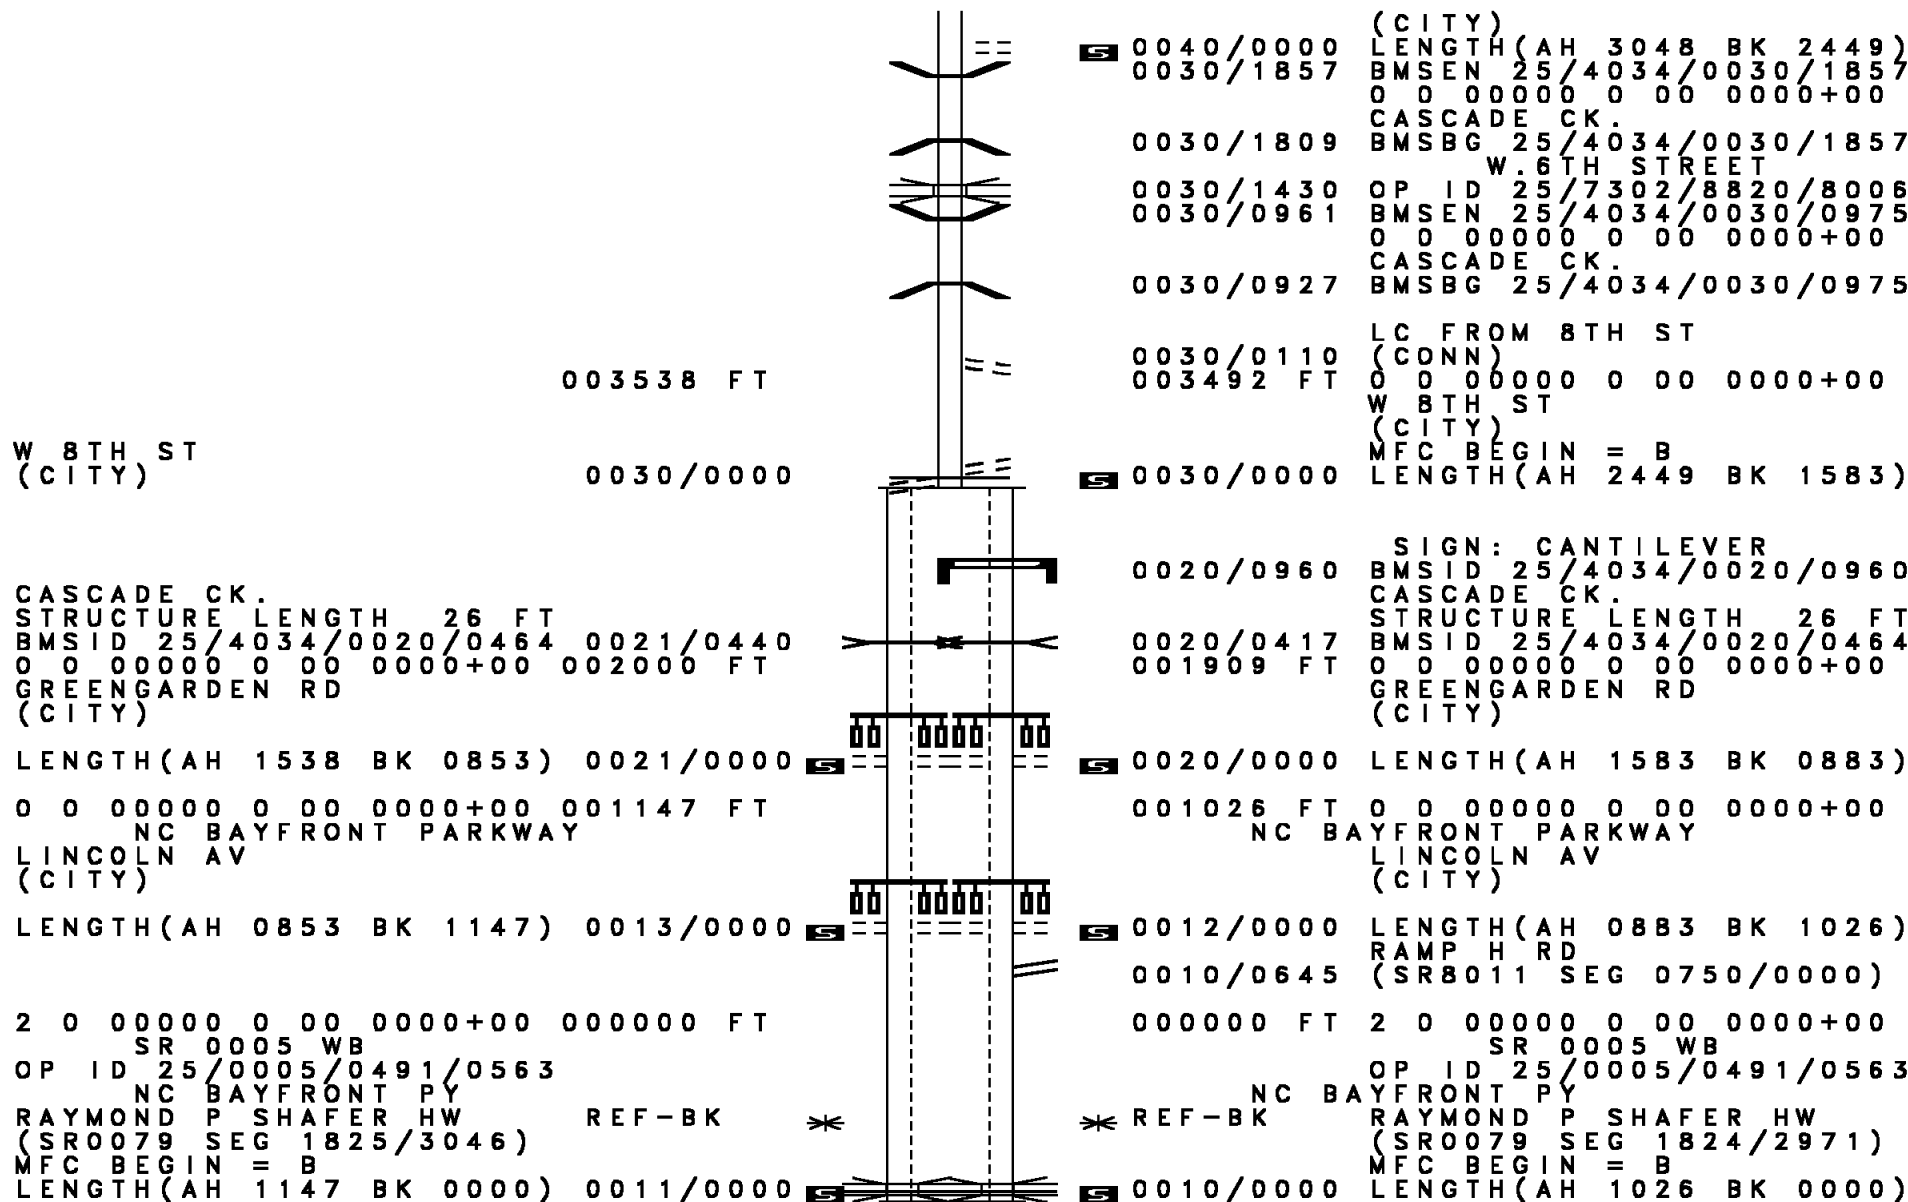 (CITY)
S 0040/0000 LENGTH(AH 3048 BK 2449)
0030/1857 BMSEN 25/4034/0030/1857
0 0 00000 0 00 0000+00
CASCADE CK.
0030/1809 BMSBG 25/4034/0030/1857
W.6TH STREET
0030/1430 OP ID 25/7302/8820/8006
0030/0961 BMSEN 25/4034/0030/0975
0 0 00000 0 00 0000+00
CASCADE CK.
0030/0927 BMSBG 25/4034/0030/0975
LC FROM 8TH ST
0030/0110 (CONN)
003538 FT 003492 FT 0 0 00000 0 00 0000+00
W 8TH ST
(CITY)
W 8TH ST MFC BEGIN = B
(CITY) 0030/0000 S 0030/0000 LENGTH(AH 2449 BK 1583)
SIGN: CANTILEVER
0020/0960 BMSID 25/4034/0020/0960
CASCADE CK. CASCADE CK.
STRUCTURE LENGTH 26 FT STRUCTURE LENGTH 26 FT
BMSID 25/4034/0020/0464 0021/0440 0020/0417 BMSID 25/4034/0020/0464
0 0 00000 0 00 0000+00 002000 FT 001909 FT 0 0 00000 0 00 0000+00
GREENGARDEN RD GREENGARDEN RD
(CITY) (CITY)
LENGTH(AH 1538 BK 0853) 0021/0000 S S 0020/0000 LENGTH(AH 1583 BK 0883)
0 0 00000 0 00 0000+00 001147 FT 001026 FT 0 0 00000 0 00 0000+00
NC BAYFRONT PARKWAY NC BAYFRONT PARKWAY
LINCOLN AV LINCOLN AV
(CITY) (CITY)
LENGTH(AH 0853 BK 1147) 0013/0000 S S 0012/0000 LENGTH(AH 0883 BK 1026)
RAMP H RD
0010/0645 (SR8011 SEG 0750/0000)
2 0 00000 0 00 0000+00 000000 FT 000000 FT 2 0 00000 0 00 0000+00
SR 0005 WB SR 0005 WB
OP ID 25/0005/0491/0563 OP ID 25/0005/0491/0563
NC BAYFRONT PY NC BAYFRONT PY
RAYMOND P SHAFER HW REF-BK REF-BK RAYMOND P SHAFER HW
(SR0079 SEG 1825/3046) (SR0079 SEG 1824/2971)
MFC BEGIN = B MFC BEGIN = B
LENGTH(AH 1147 BK 0000) 0011/0000 S S 0010/0000 LENGTH(AH 1026 BK 0000)